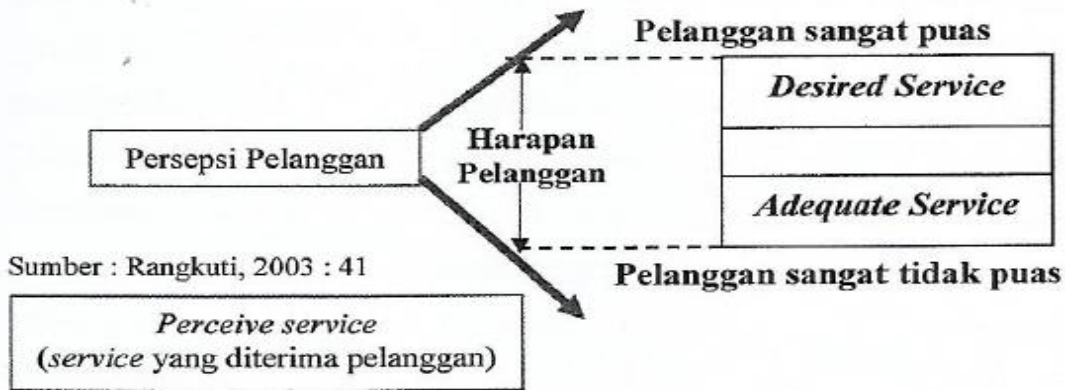 Pelanggan sangat puas
Desired Service
Persepsi Pelanggan
Harapan
Pelanggan
Adequate Service
Pelanggan sangat tidak puas
Sumber : Rangkuti, 2003 : 41
Perceive service
(service yang diterima pelanggan)